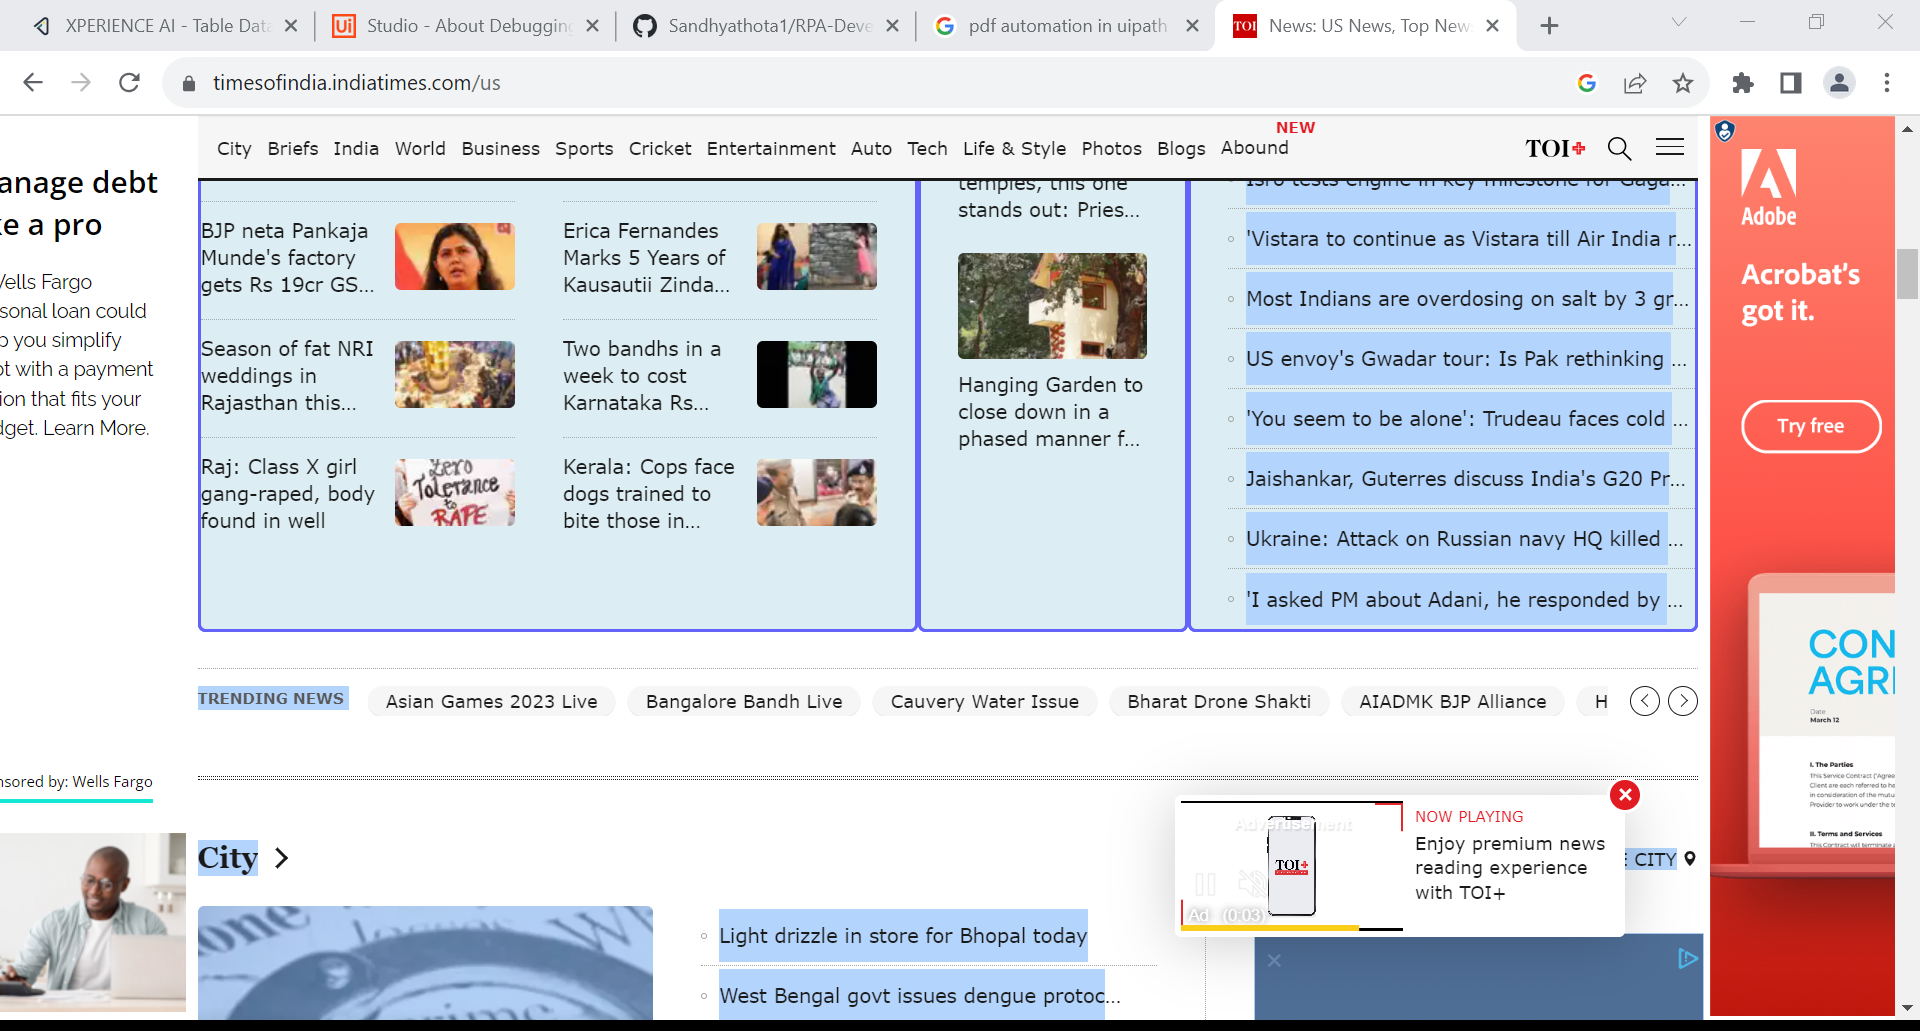 XPERIENCE AI - Table Data
Studio - About Debugging
Sandhyathota1/RPA-Deve
pdf automation in uipath
TOI
News: US News, Top New
timesofindia.indiatimes.com/us
NEW
City Briefs India World Business Sports Cricket Entertainment Auto Tech Life & Style Photos Blogs Abound
TOI+
anage debt
ke a pro
Vells Fargo
sonal loan could
p you simplify
ot with a payment
ion that fits your
dget. Learn More.
nsored by: Wells Fargo
BJP neta Pankaja
Munde's factory
gets Rs 19cr GS...
Season of fat NRI
weddings in
Rajasthan this...
Raj: Class X girl
gang-raped, body
found in well
Zero
Tolerance
to
RAPE
Erica Fernandes
Marks 5 Years of
Kausautii Zinda...
Two bandhs in a
week to cost
Karnataka Rs...
Kerala: Cops face
dogs trained to
bite those in...
temples, this one
stands out: Pries...
Hanging Garden to
close down in a
phased manner f...
Isro tests engine in key milestone for Gaga...
'Vistara to continue as Vistara till Air India r...
Most Indians are overdosing on salt by 3 gr...
US envoy's Gwadar tour: Is Pak rethinking ...
'You seem to be alone': Trudeau faces cold ...
Jaishankar, Guterres discuss India's G20 Pr...
Ukraine: Attack on Russian navy HQ killed ...
'I asked PM about Adani, he responded by ...
TRENDING NEWS
Asian Games 2023 Live
Bangalore Bandh Live
Cauvery Water Issue
Bharat Drone Shakti
AIADMK BJP Alliance
H
City
E CITY
Light drizzle in store for Bhopal today
West Bengal govt issues dengue protoc...
Advertisement
TOI+
Ad (0:03)
NOW PLAYING
Enjoy premium news
reading experience
with TOI+
Adobe
Acrobat's
got it.
Try free
CON
AGRI
Date
March 12
I. The Parties
II. Terms and Services